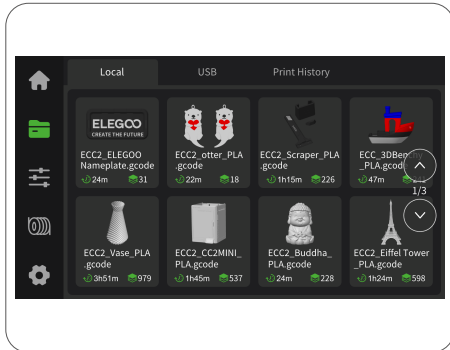 Local
USB
Print History
ELEGOO
CREATE THE FUTURE
ECC2_ELEGOO
Nameplate.gcode
24m
31
ECC2_otter_PLA
.gcode
22m
18
ECC2_Scraper_PLA
.gcode
1h15m
226
ECC_3DBenchy
_PLA.gcode
47m
1/3
ECC2_Vase_PLA
.gcode
3h51m
979
ECC2_CC2MINI_
PLA.gcode
1h45m
537
ECC2_Buddha_
PLA.gcode
24m
228
ECC2_Eiffel Tower
_PLA.gcode
1h24m
598